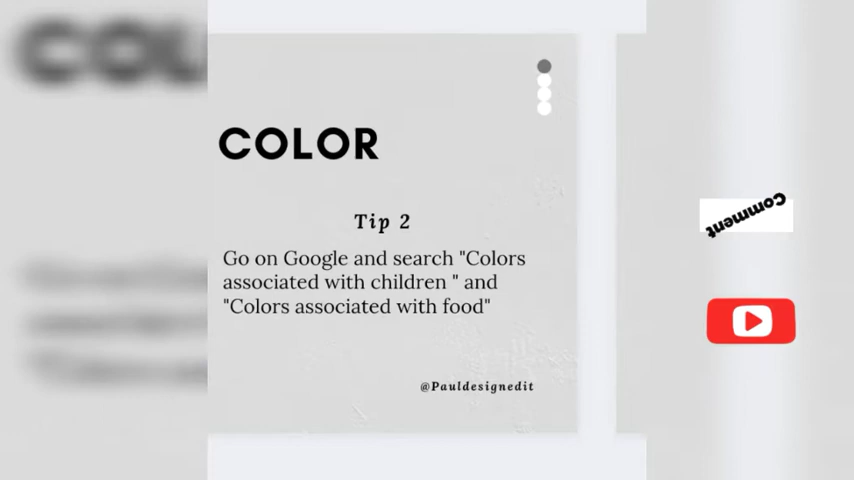 COLOR
Tip 2
Go on Google and search "Colors
associated with children " and
"Colors associated with food"
@Pauldesignedit
Comment